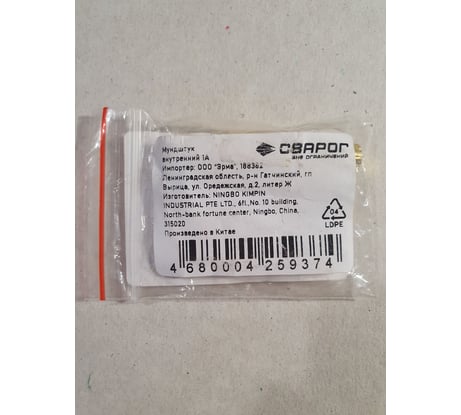 СВАРОГ
вне ограничений
Мундштук
внутренний 1А
Импортер: ООО "Эрма", 188382
Ленинградская область, р-н Гатчинский, гп
Вырица, ул. Оредежская, д.2, литер Ж
Изготовитель: NINGBO KIMPIN
INDUSTRIAL PTE LTD., 6fl.,No. 10 building,
North-bank fortune center, Ningbo, China,
315020
Произведено в Китае
04
LDPE
4 680004 259374